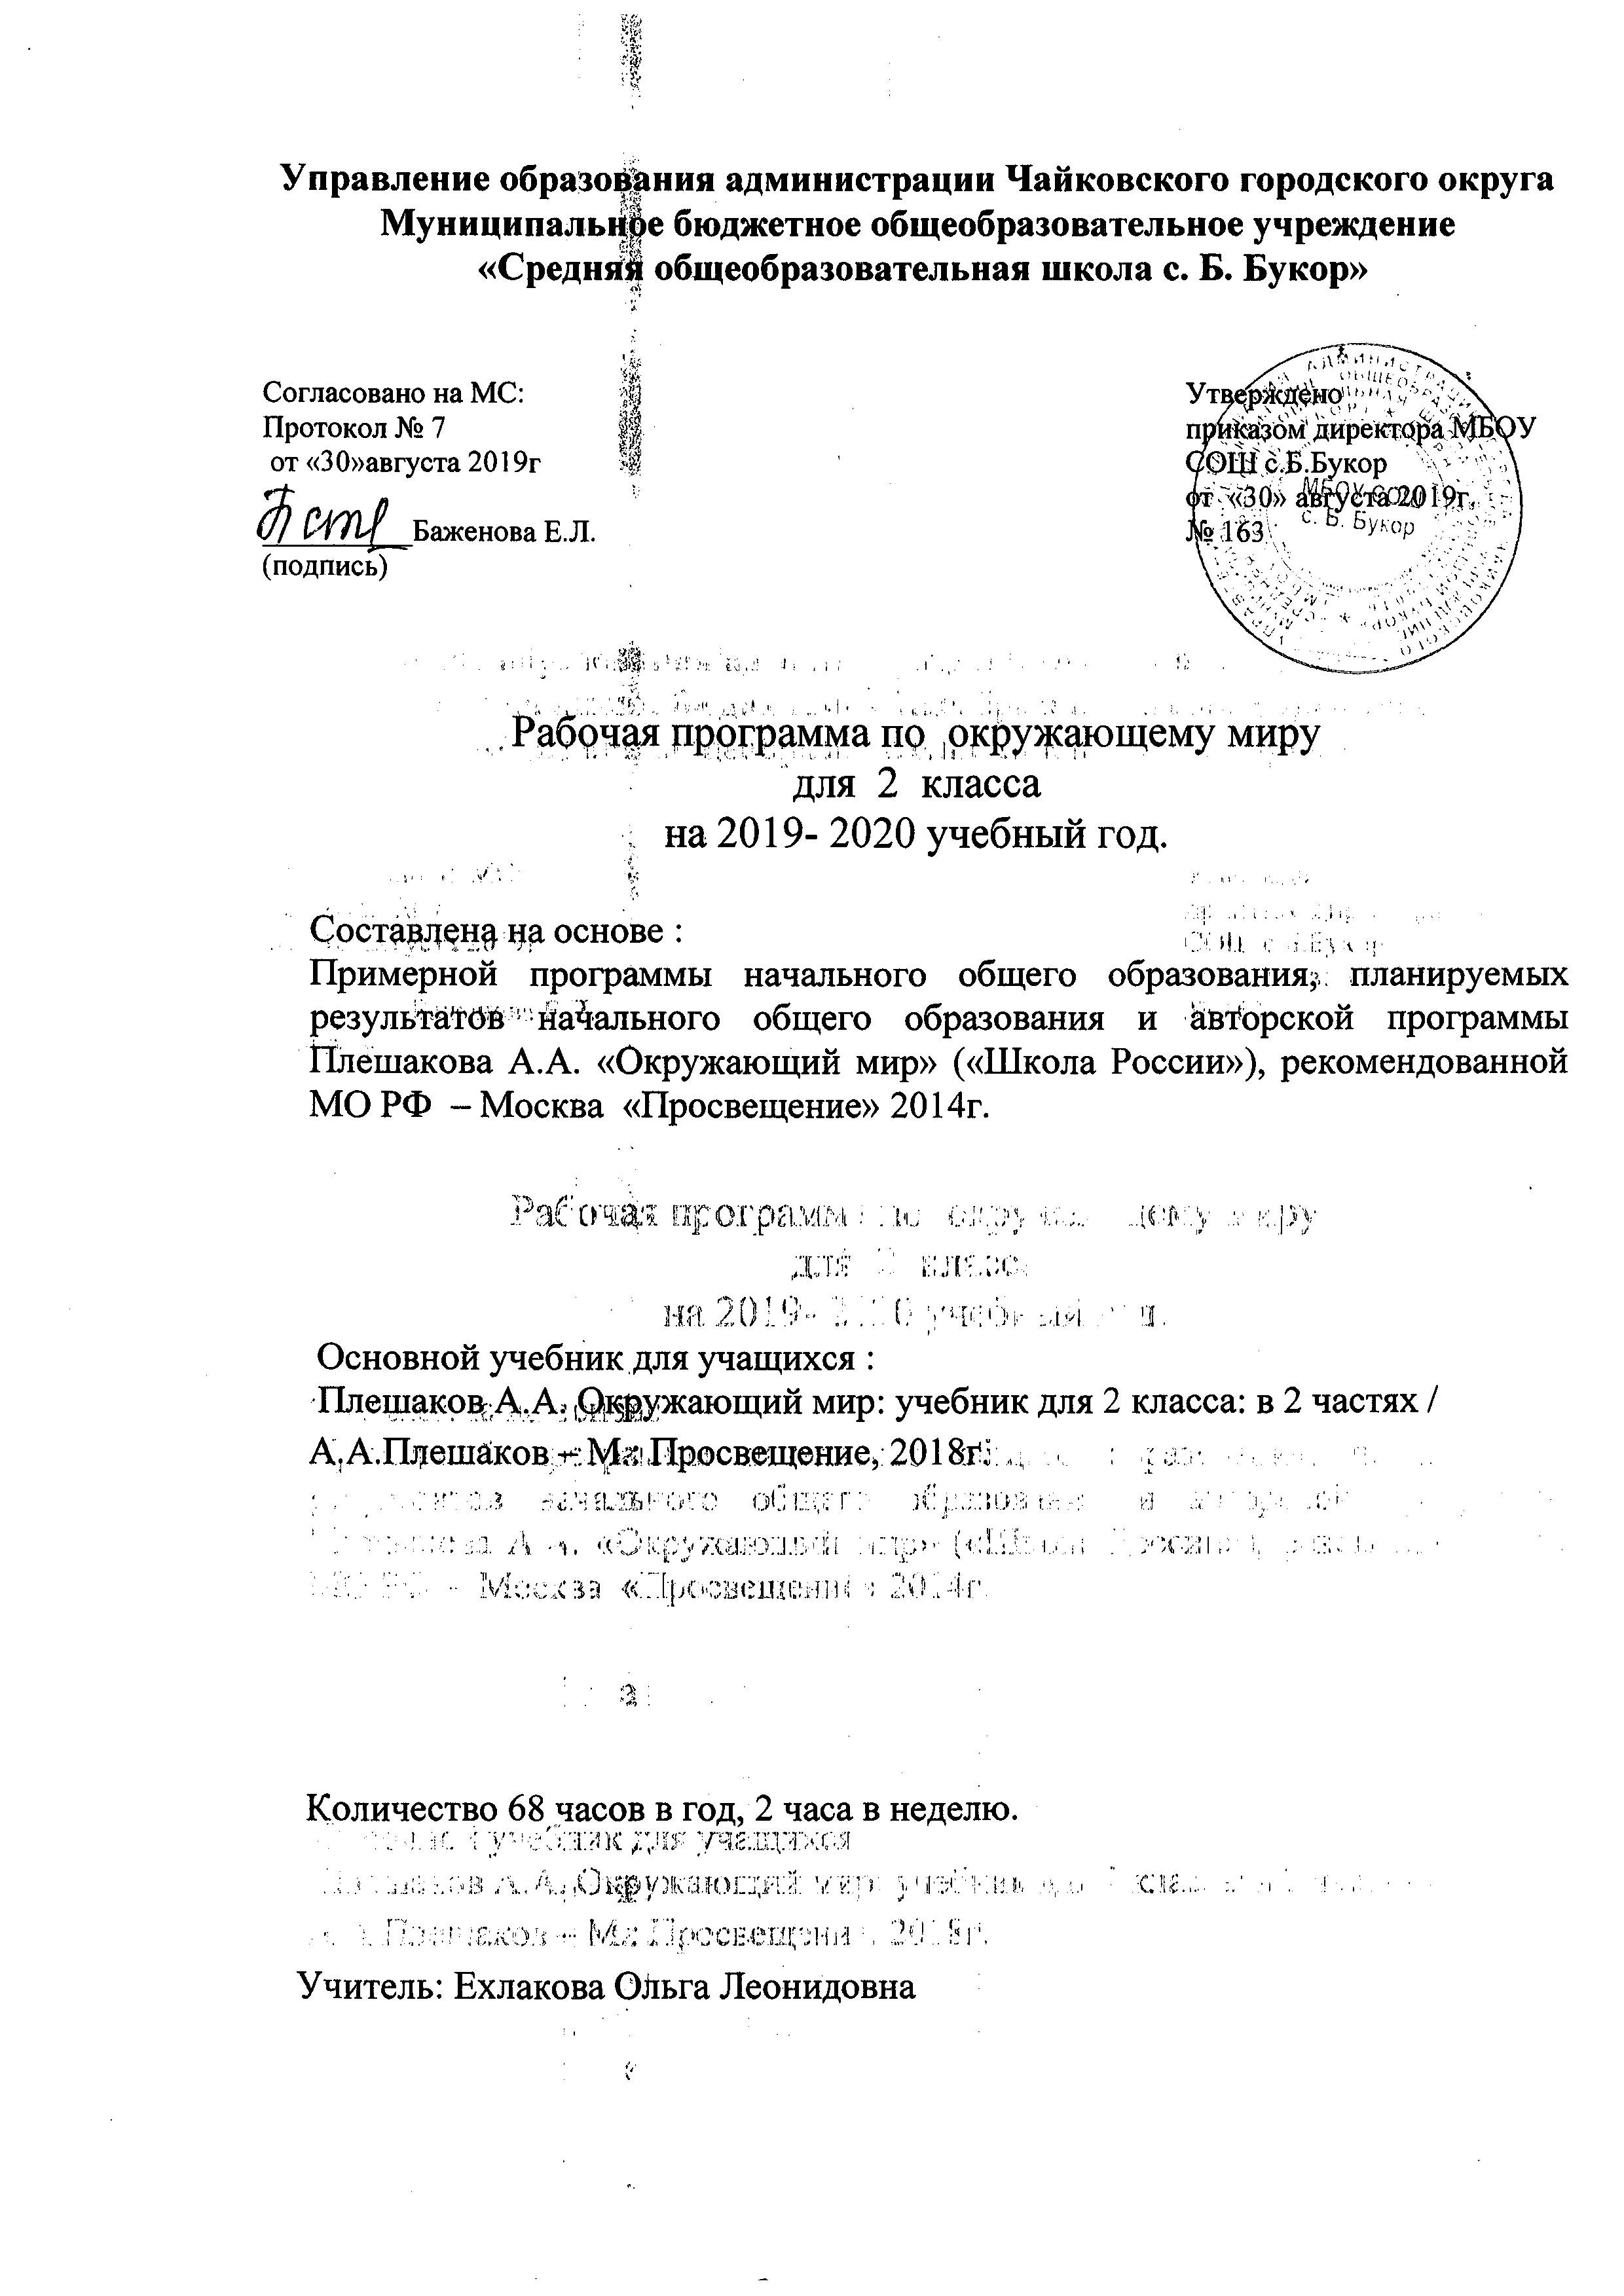 Управление образования администрации Чайковского городского округа
Муниципальное бюджетное общеобразовательное учреждение
«Средняя общеобразовательная школа с. Б. Букор»
Согласовано на МС:
Протокол № 7
от «30»августа 2019г
Баженова Е.Л.
(подпись)
Утверждено
приказом директора МБОУ
СОШ с.Б.Букор
от «30» августа 2019г.
№ 163
МБОУ СОШ
с. Б. Букор
Рабочая программа по окружающему миру
для 2 класса
на 2019- 2020 учебный год.
Составлена на основе :
Примерной программы начального общего образования, планируемых
результатов начального общего образования и авторской программы
Плешакова А.А. «Окружающий мир» («Школа России»), рекомендованной
МО РФ – Москва «Просвещение» 2014г.
Основной учебник для учащихся :
Плешаков А.А. Окружающий мир: учебник для 2 класса: в 2 частях /
А.А.Плешаков – М.: Просвещение, 2018г.
Количество 68 часов в год, 2 часа в неделю.
Учитель: Ехлакова Ольга Леонидовна